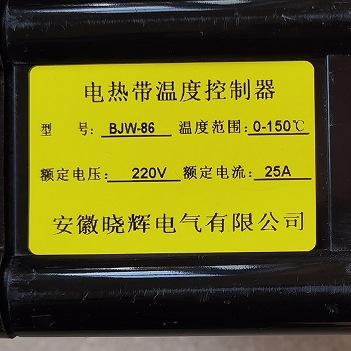 电热带温度控制器
型 号: BJW-86 温度范围: 0-150℃
额定电压: 220V 额定电流: 25A
安徽晓辉电气有限公司